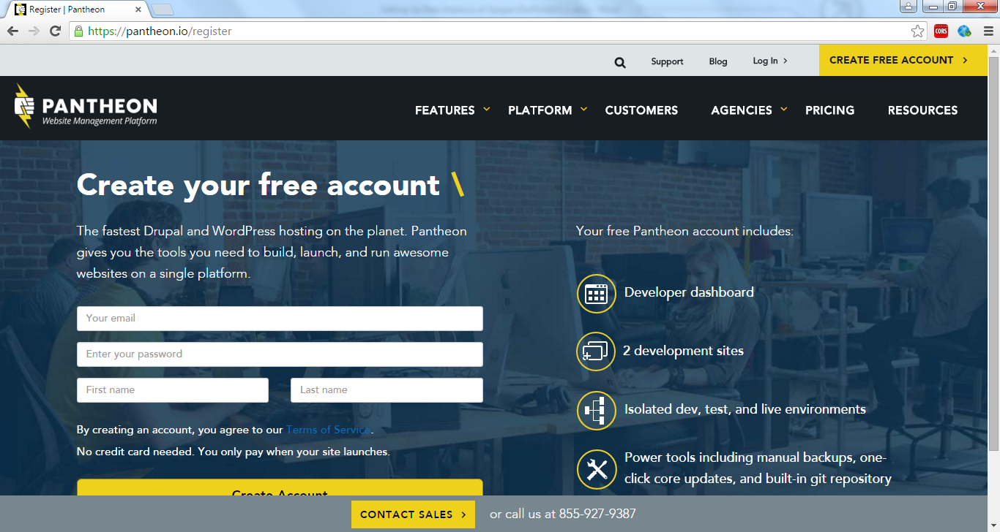 Register | Pantheon
https://pantheon.io/register
CORS
Support
Blog
Log In >
CREATE FREE ACCOUNT >
PANTHEON
Website Management Platform
FEATURES
PLATFORM
CUSTOMERS
AGENCIES
PRICING
RESOURCES
Create your free account \
The fastest Drupal and WordPress hosting on the planet. Pantheon
gives you the tools you need to build, launch, and run awesome
websites on a single platform.
Your email
Enter your password
First name
Last name
By creating an account, you agree to our Terms of Service.
No credit card needed. You only pay when your site launches.
Create Account
Your free Pantheon account includes:
Developer dashboard
2 development sites
Isolated dev, test, and live environments
Power tools including manual backups, one-
click core updates, and built-in git repository
CONTACT SALES >
or call us at 855-927-9387